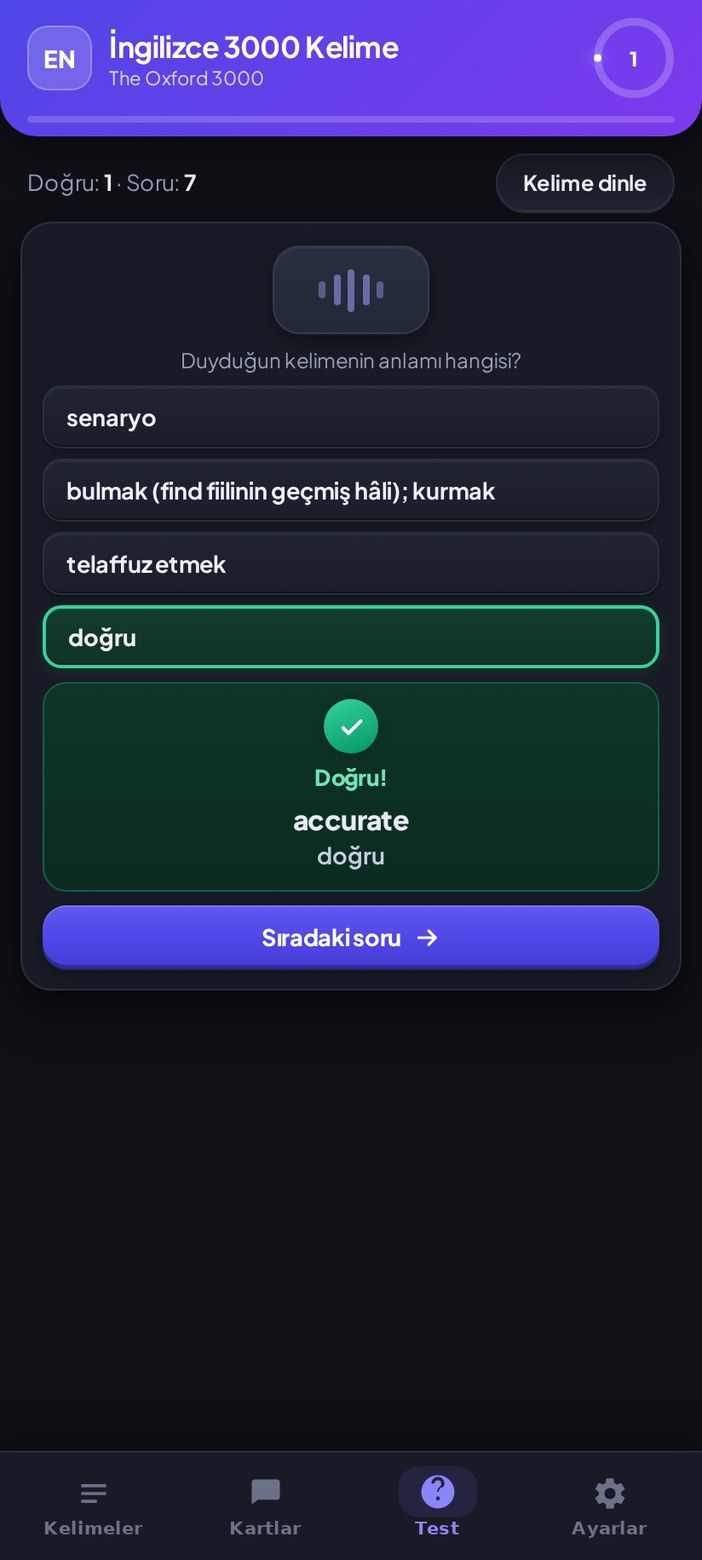 EN
İngilizce 3000 Kelime
The Oxford 3000
1
Doğru: 1 · Soru: 7
Kelime dinle
Duyduğun kelimenin anlamı hangisi?
senaryo
bulmak (find fiilinin geçmiş hâli); kurmak
telaffuz etmek
doğru
Doğru!
accurate
doğru
Sıradaki soru →
Kelimeler
Kartlar
Test
Ayarlar